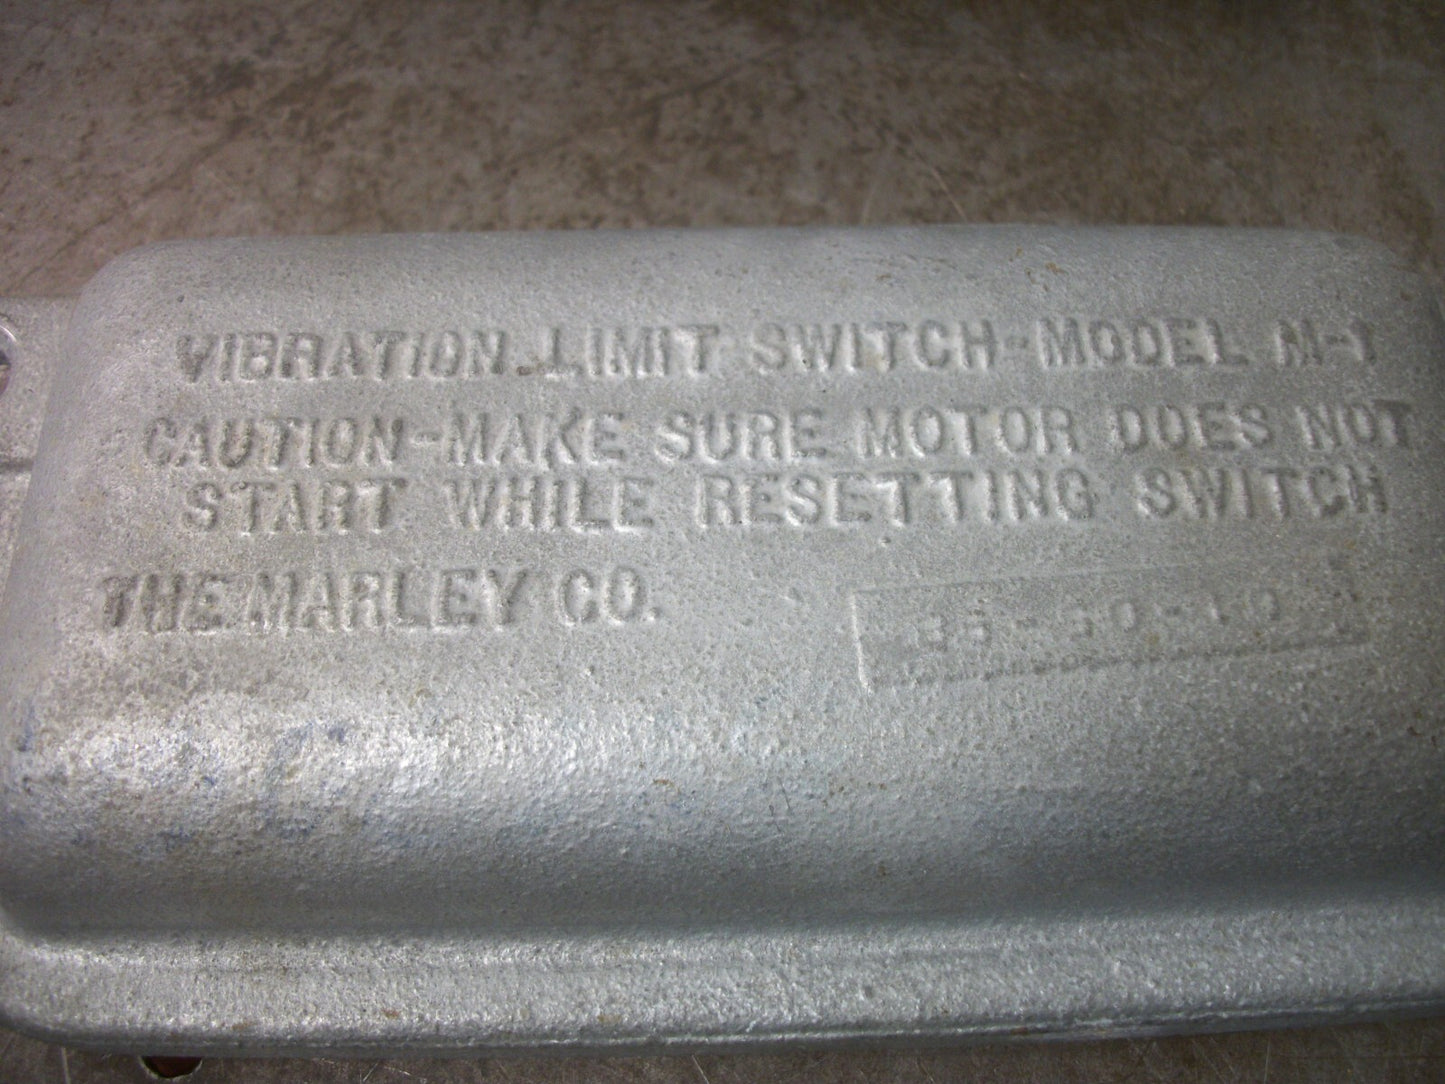 VIBRATION LIMIT SWITCH-MODEL M-1
CAUTION-MAKE SURE MOTOR DOES NOT
START WHILE RESETTING SWITCH
THE MARLEY CO.